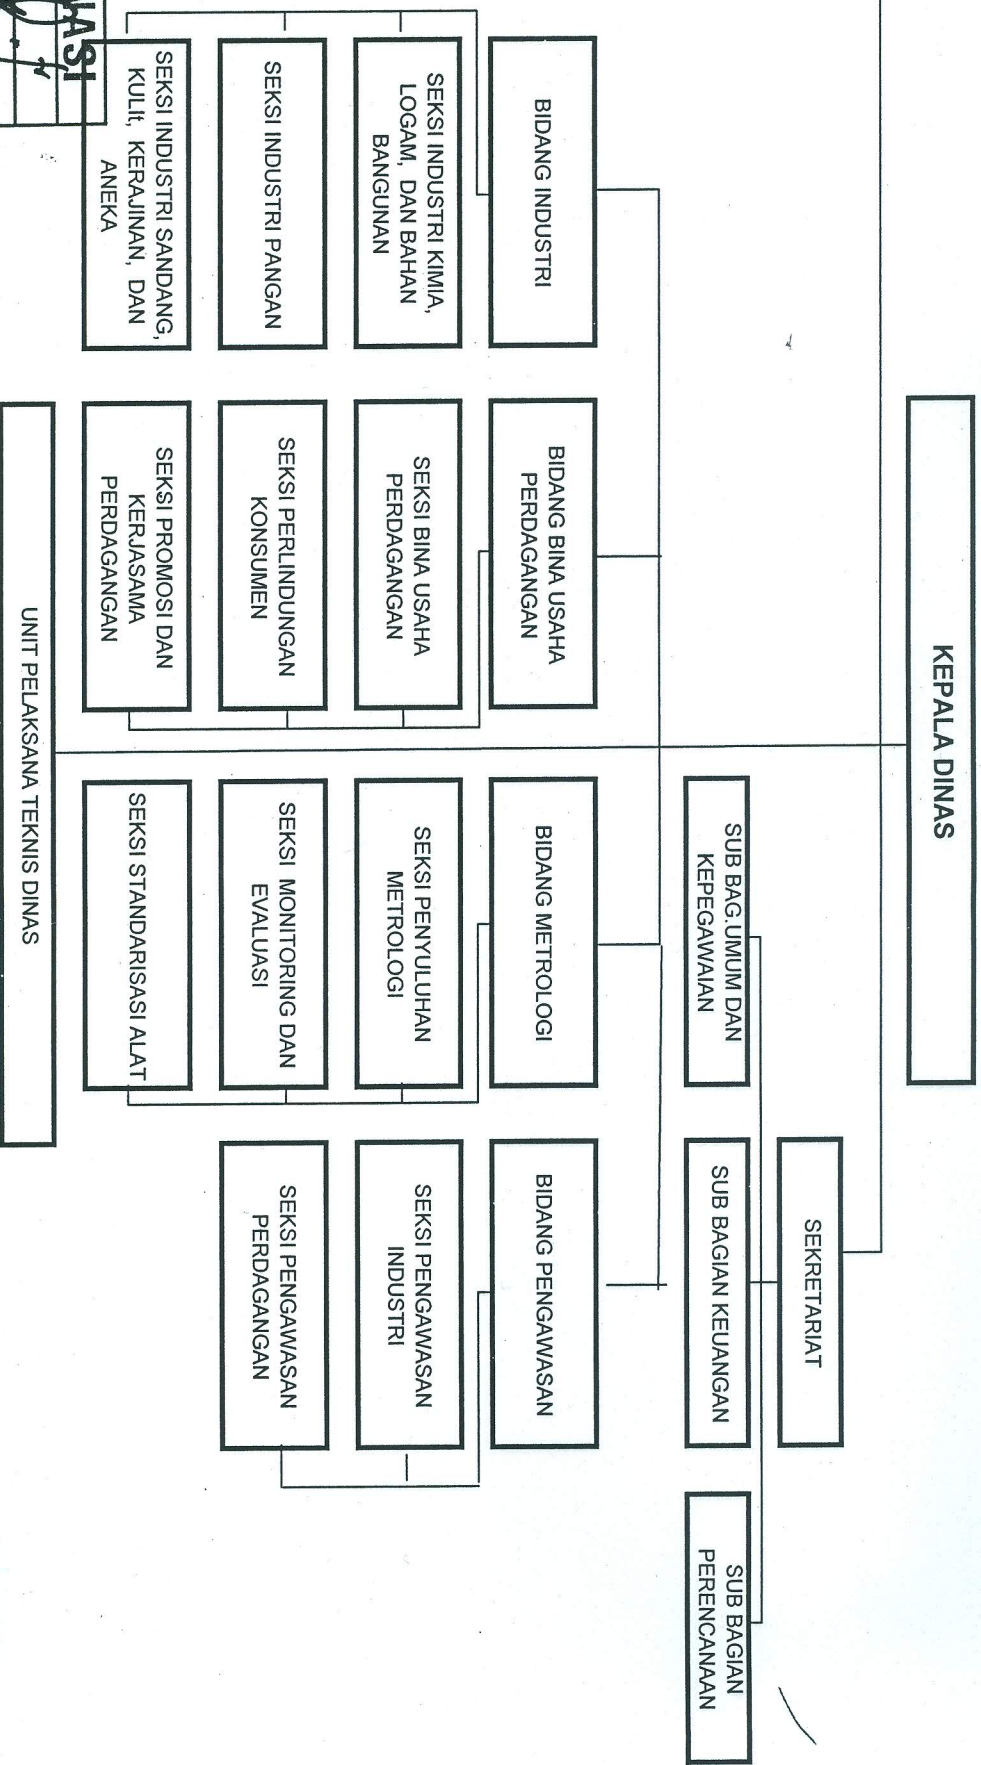 KEPALA DINAS
SEKRETARIAT
SUB BAG.UMUM DAN
KEPEGAWAIAN
SUB BAGIAN KEUANGAN
SUB BAGIAN
PERENCANAAN
BIDANG INDUSTRI
BIDANG BINA USAHA
PERDAGANGAN
BIDANG METROLOGI
BIDANG PENGAWASAN
SEKSI INDUSTRI KIMIA,
LOGAM, DAN BAHAN
BANGUNAN
SEKSI BINA USAHA
PERDAGANGAN
SEKSI PENYULUHAN
METROLOGI
SEKSI PENGAWASAN
INDUSTRI
SEKSI INDUSTRI PANGAN
SEKSI PERLINDUNGAN
KONSUMEN
SEKSI MONITORING DAN
EVALUASI
SEKSI PENGAWASAN
PERDAGANGAN
SEKSI INDUSTRI SANDANG,
KULIt, KERAJINAN, DAN
ANEKA
SEKSI PROMOSI DAN
KERJASAMA
PERDAGANGAN
SEKSI STANDARISASI ALAT
UNIT PELAKSANA TEKNIS DINAS